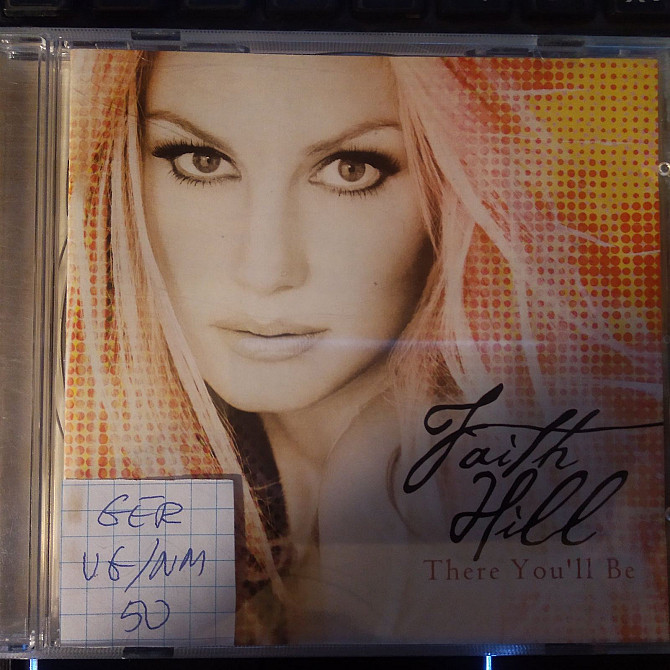 Faith
Hill
There You'll Be
GER
VG/NM
50